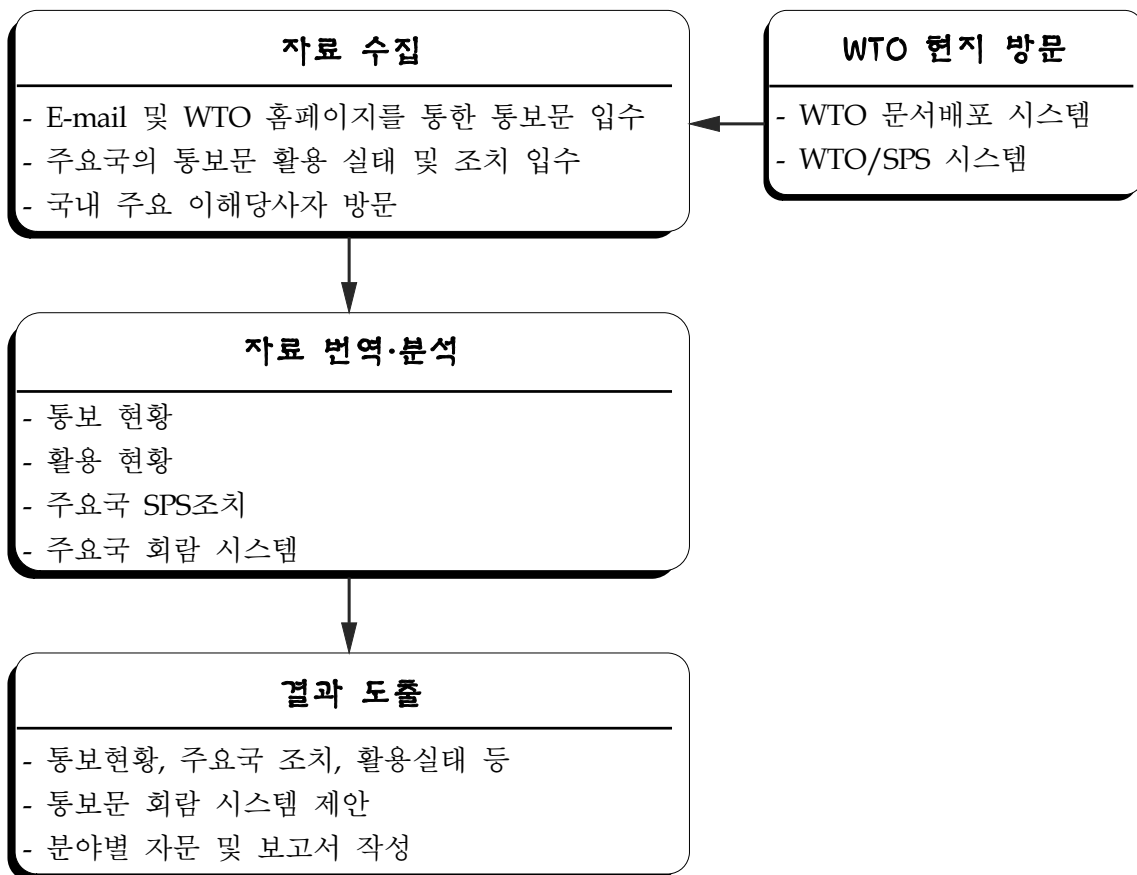 자료 수집
- E-mail 및 WTO 홈페이지를 통한 통보문 입수
- 주요국의 통보문 활용 실태 및 조치 입수
- 국내 주요 이해당사자 방문
WTO 현지 방문
- WTO 문서배포 시스템
- WTO/SPS 시스템
자료 번역·분석
- 통보 현황
- 활용 현황
- 주요국 SPS조치
- 주요국 회람 시스템
결과 도출
- 통보현황, 주요국 조치, 활용실태 등
- 통보문 회람 시스템 제안
- 분야별 자문 및 보고서 작성